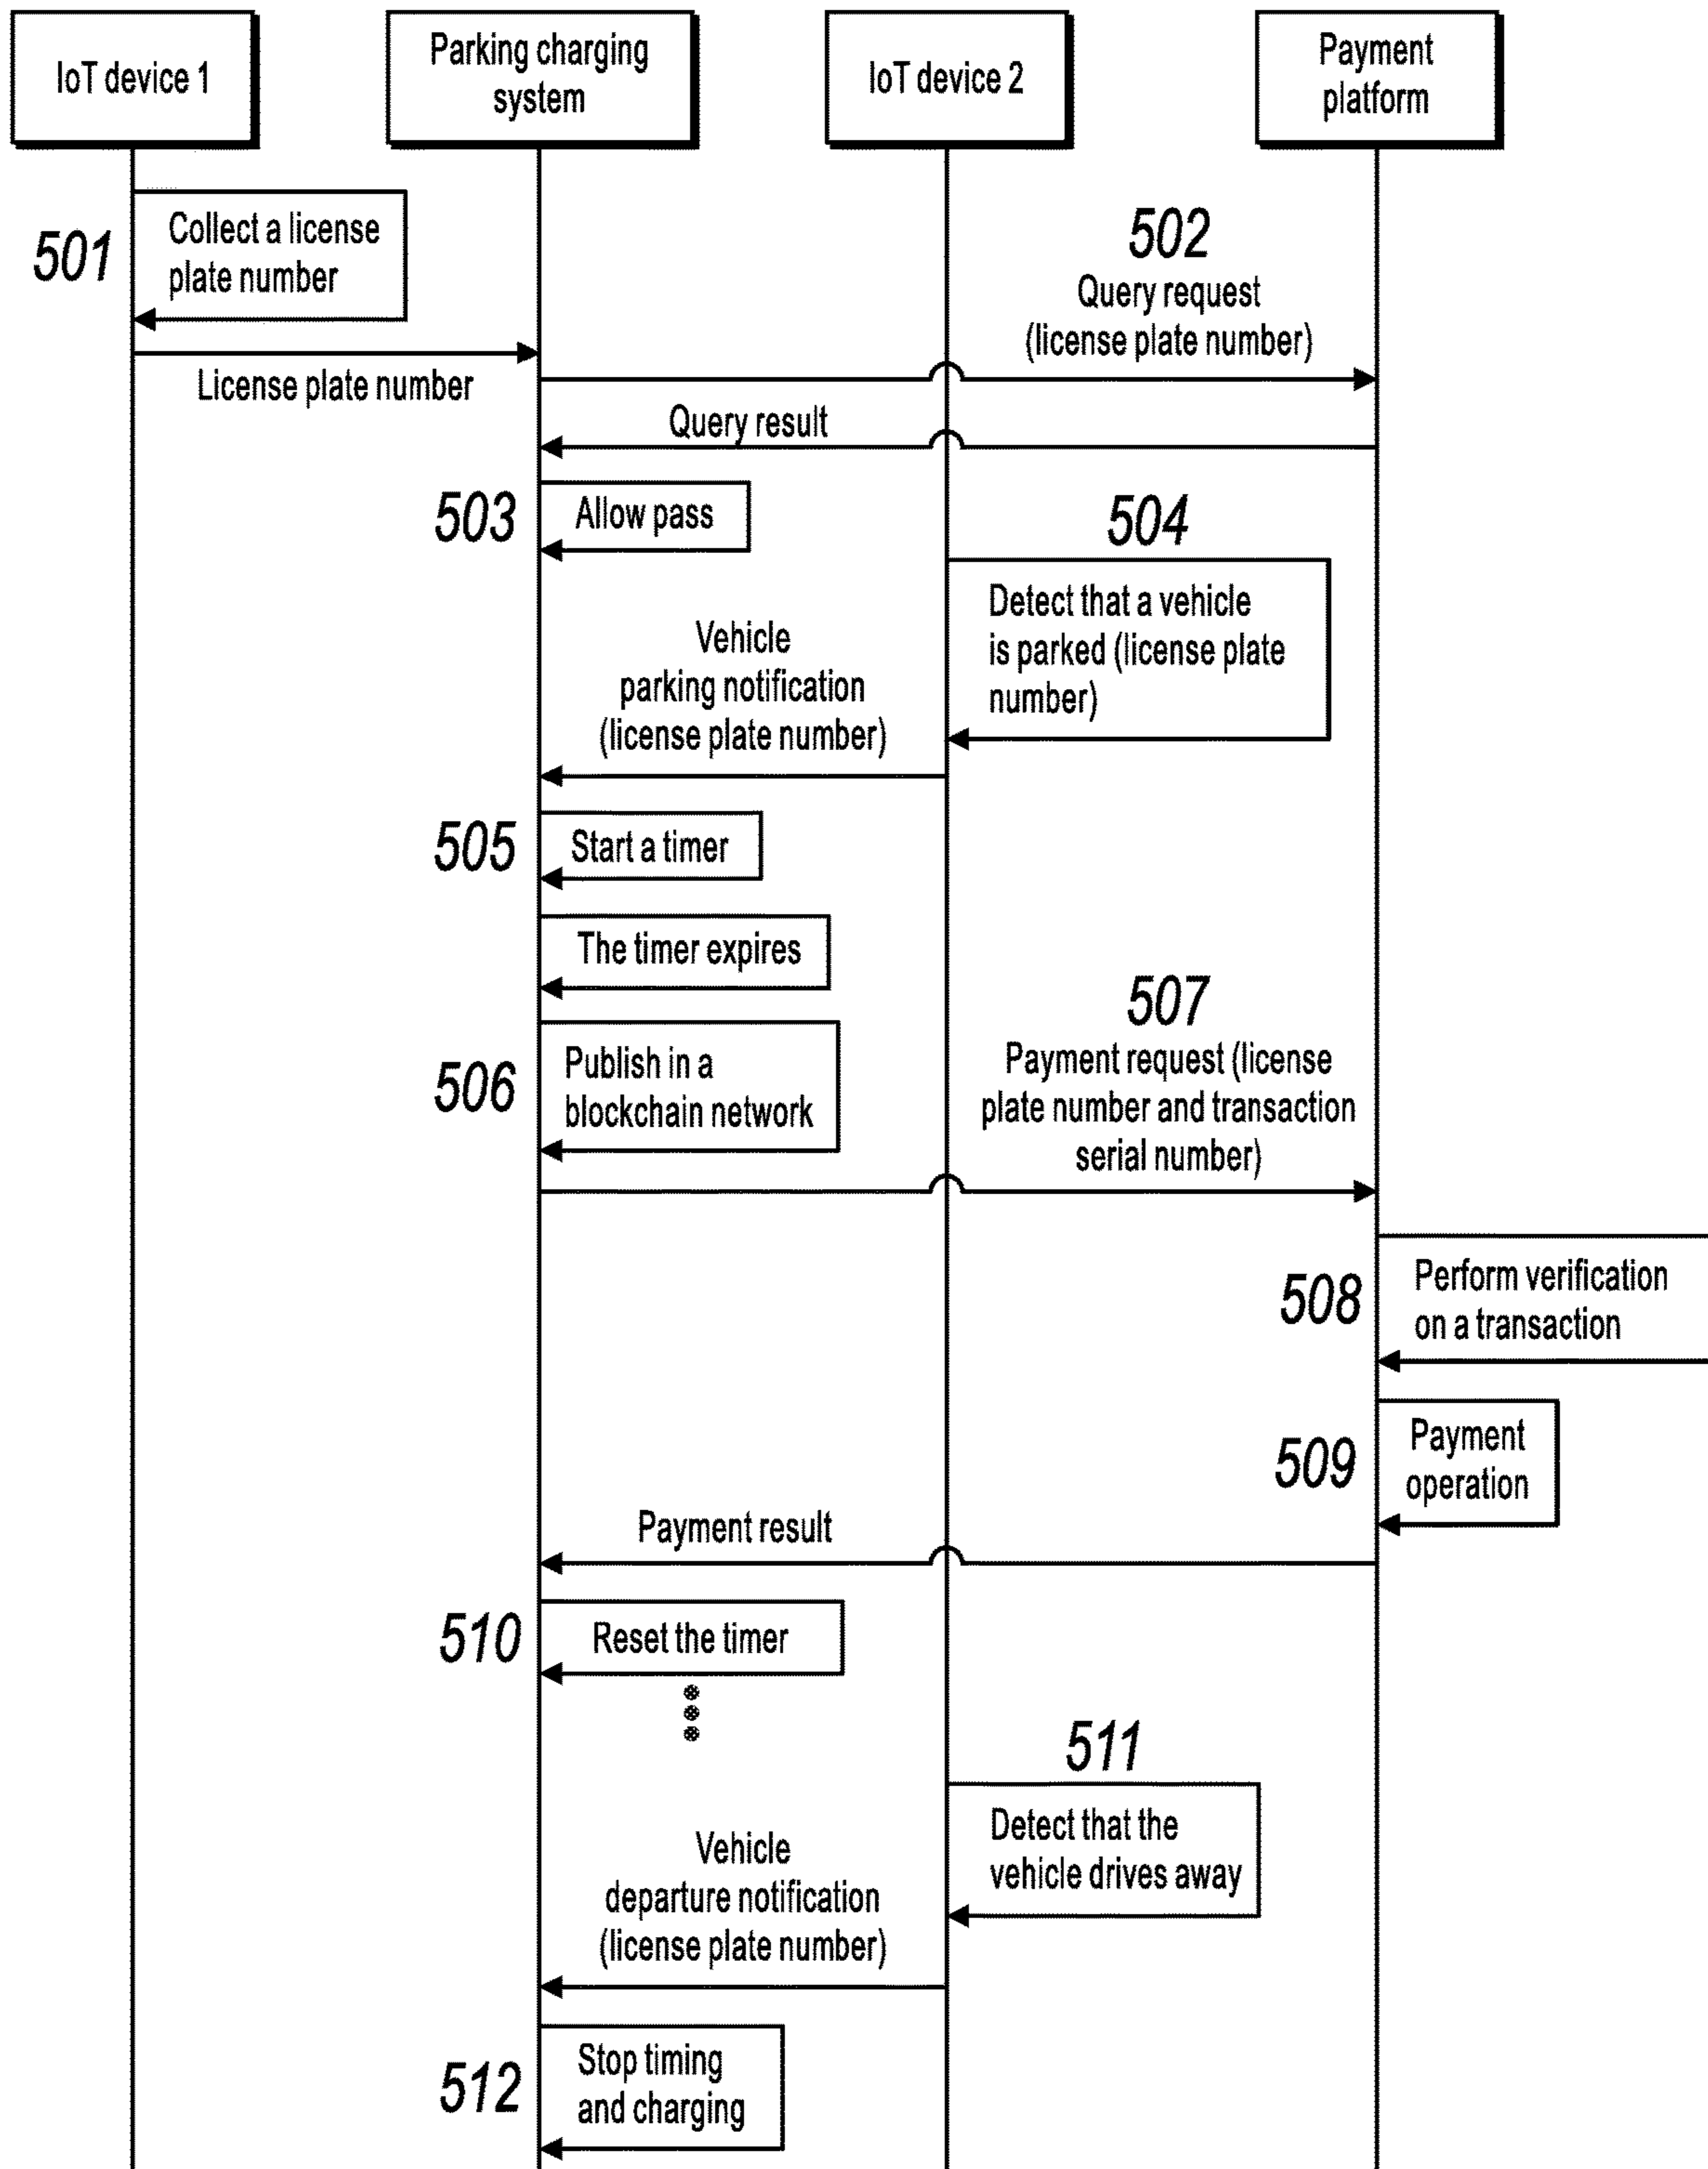 IoT device 1
Parking charging
system
IoT device 2
Payment
platform
501
Collect a license
plate number
License plate number
502
Query request
(license plate number)
Query result
503
Allow pass
504
Detect that a vehicle
is parked (license plate
number)
Vehicle
parking notification
(license plate number)
505
Start a timer
The timer expires
506
Publish in a
blockchain network
507
Payment request (license
plate number and transaction
serial number)
508
Perform verification
on a transaction
509
Payment
operation
Payment result
510
Reset the timer
511
Detect that the
vehicle drives away
Vehicle
departure notification
(license plate number)
512
Stop timing
and charging